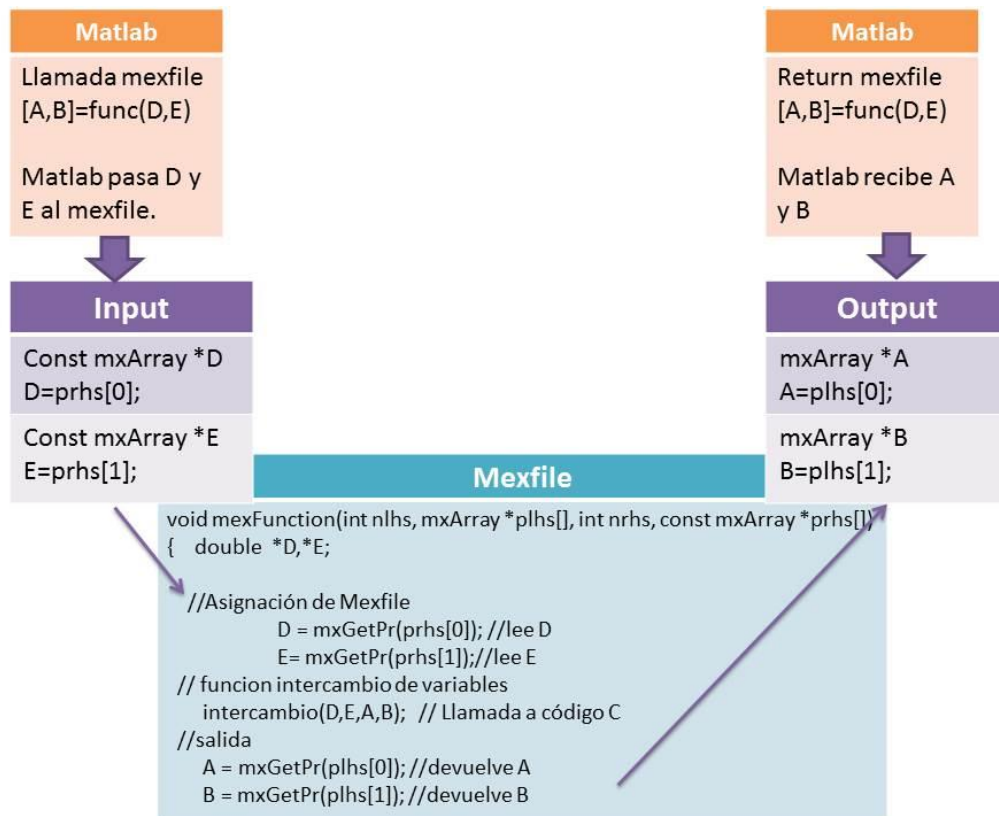 Matlab
Llamada mexfile
[A,B]=func(D,E)
Matlab pasa D y
E al mexfile.
Input
Const mxArray *D
D=prhs[0];
Const mxArray *E
E=prhs[1];
Matlab
Return mexfile
[A,B]=func(D,E)
Matlab recibe A
y B
Output
mxArray *A
A=plhs[0];
mxArray *B
B=plhs[1];
Mexfile
void mexFunction(int nlhs, mxArray *plhs[], int nrhs, const mxArray *prhs[])
{ double *D,*E;
//Asignación de Mexfile
D = mxGetPr(prhs[0]); //lee D
E= mxGetPr(prhs[1]);//lee E
// funcion intercambio de variables
intercambio(D,E,A,B); // Llamada a código C
//salida
A = mxGetPr(plhs[0]); //devuelve A
B = mxGetPr(plhs[1]); //devuelve B